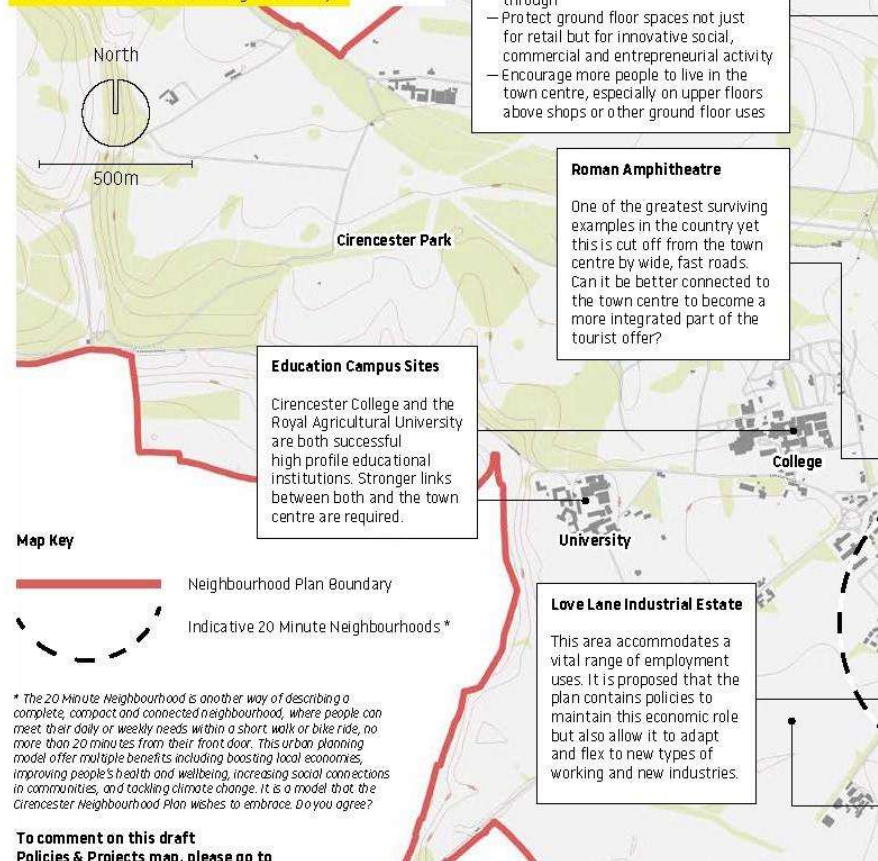 through
— Protect ground floor spaces not just
for retail but for innovative social,
commercial and entrepreneurial activity
— Encourage more people to live in the
town centre, especially on upper floors
above shops or other ground floor uses
North
500m
Roman Amphitheatre
One of the greatest surviving
examples in the country yet
this is cut off from the town
centre by wide, fast roads.
Can it be better connected to
the town centre to become a
more integrated part of the
tourist offer?
Cirencester Park
Education Campus Sites
Cirencester College and the
Royal Agricultural University
are both successful
high profile educational
institutions. Stronger links
between both and the town
centre are required.
College
University
Map Key
Neighbourhood Plan Boundary
Indicative 20 Minute Neighbourhoods *
Love Lane Industrial Estate
This area accommodates a
vital range of employment
uses. It is proposed that the
plan contains policies to
maintain this economic role
but also allow it to adapt
and flex to new types of
working and new industries.
* The 20 Minute Neighbourhood is another way of describing a
complete, compact and connected neighbourhood, where people can
meet their daily or weekly needs within a short walk or bike ride, no
more than 20 minutes from their front door. This urban planning
model offer multiple benefits including boosting local economies,
improving people's health and wellbeing, increasing social connections
in communities, and tackling climate change. It is a model that the
Cirencester Neighbourhood Plan wishes to embrace. Do you agree?
To comment on this draft
Policies & Projects map, please go to